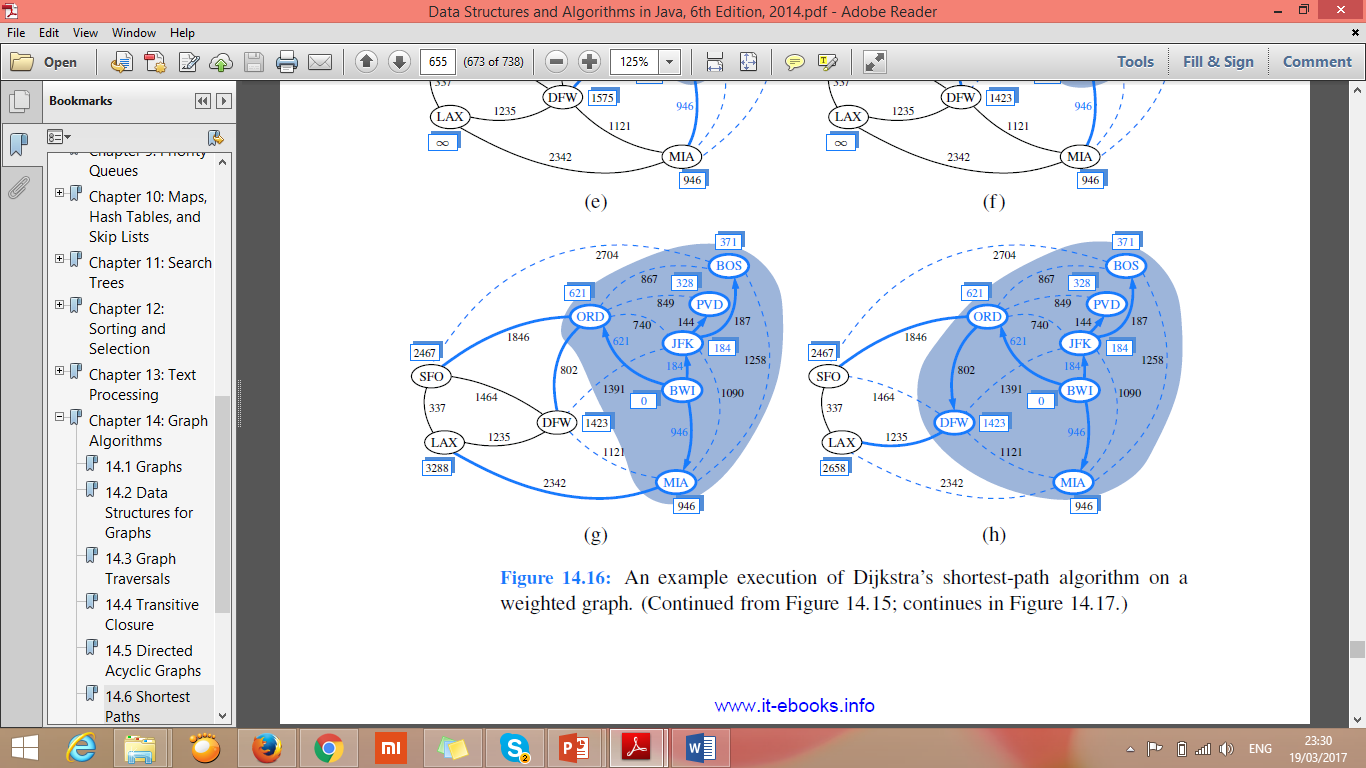 Data Structures and Algorithms in Java, 6th Edition, 2014.pdf - Adobe Reader
File Edit View Window Help
Open 655 (673 of 738) 125% Tools Fill & Sign Comment
Bookmarks
Chapter 9: Priority
Queues
Chapter 10: Maps,
Hash Tables, and
Skip Lists
Chapter 11: Search
Trees
Chapter 12:
Sorting and
Selection
Chapter 13: Text
Processing
Chapter 14: Graph
Algorithms
14.1 Graphs
14.2 Data
Structures for
Graphs
14.3 Graph
Traversals
14.4 Transitive
Closure
14.5 Directed
Acyclic Graphs
14.6 Shortest
Paths
337
DFW 1575
946
LAX 1235
1121
∞
2342 MIA
946
(e)
337
DFW 1423
946
LAX 1235
1121
∞
2342 MIA
946
(f)
371
2704
BOS
867 328
621
849 PVD
ORD
740 144 187
1846
JFK 184
2467
1258
802 184
SFO 621
1464 1391 BWI 1090
0
337
DFW 1423
1235 946
LAX
1121
3288
2342 MIA
946
(g)
371
2704
BOS
867 328
621
849 PVD
ORD
740 144 187
1846
JFK 184
2467
1258
802 184
SFO 621
1464 1391 BWI 1090
0
337
DFW 1423
1235 946
LAX
1121
2658
2342 MIA
946
(h)
Figure 14.16: An example execution of Dijkstra's shortest-path algorithm on a
weighted graph. (Continued from Figure 14.15; continues in Figure 14.17.)
www.it-ebooks.info
mi
S 2
P
W
ENG
23:30
19/03/2017